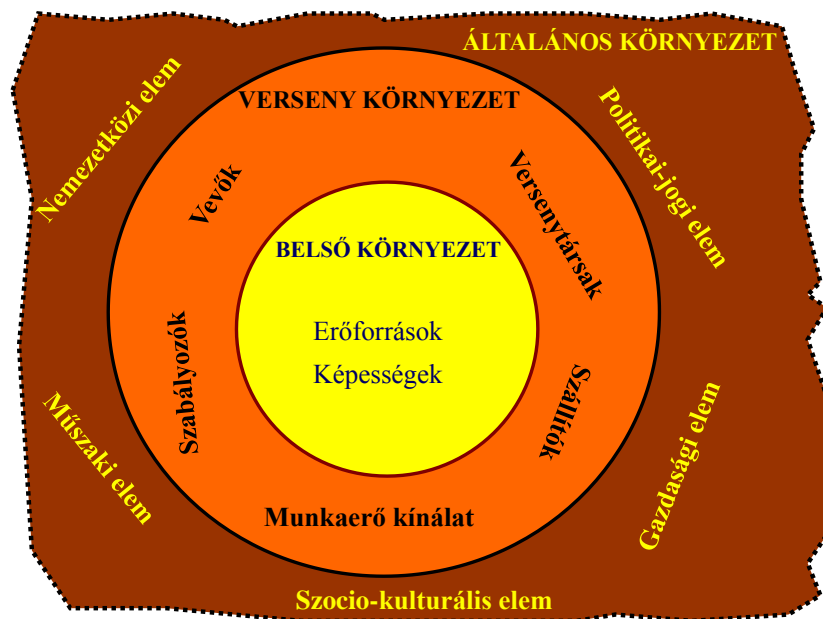 ÁLTALÁNOS KÖRNYEZET
Nemezetközi elem
Politikai-jogi elem
VERSENY KÖRNYEZET
Vevők
Versenytársak
BELSŐ KÖRNYEZET
Erőforrások
Képességek
Szabályozók
Szállítók
Munkaerő kínálat
Műszaki elem
Gazdasági elem
Szocio-kulturális elem